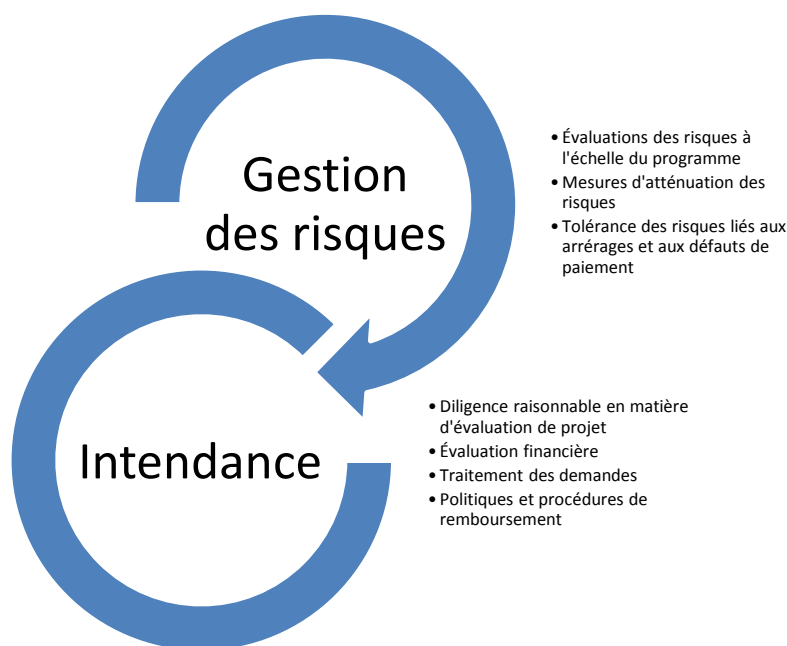 Gestion
des risques
• Évaluations des risques à
l'échelle du programme
• Mesures d'atténuation des
risques
• Tolérance des risques liés aux
arrérages et aux défauts de
paiement
Intendance
• Diligence raisonnable en matière
d'évaluation de projet
• Évaluation financière
• Traitement des demandes
• Politiques et procédures de
remboursement